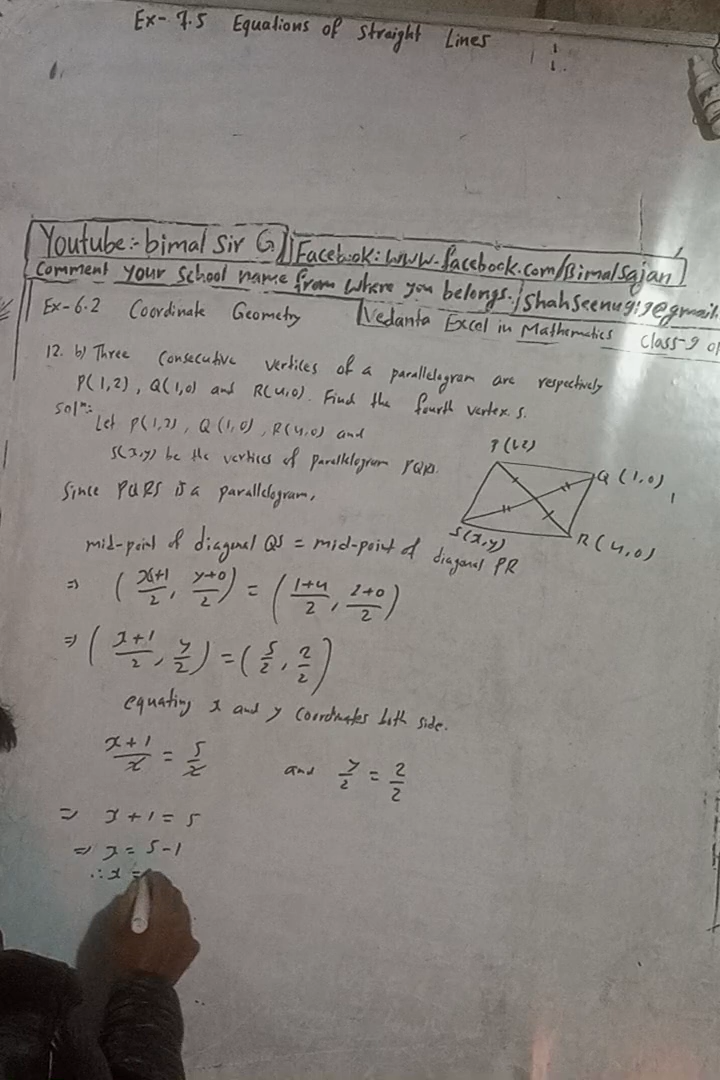 Ex- 7.5 Equations of Straight Lines
Youtube:- bimal Sir G
Facebook: www.facebook.com/Bimalsajan
Comment your School name from where you belongs.
Ex-6.2 Coordinate Geometry
Vedanta Excel in Mathematics Class-9
12. b) Three consecutive vertices of a parallelogram are respectively
P(1,2), Q(1,0) and R(4,0). Find the fourth vertex S.
Solⁿ:
Let P(1,2), Q(1,0), R(4,0) and
S(x,y) be the vertices of parallelogram PQRS.
Since PQRS is a parallelogram,
P(1,2)
Q(1,0)
S(x,y)
R(4,0)
mid-point of diagonal QS = mid-point of diagonal PR
⇒ (x+1/2, y+0/2) = (1+4/2, 2+0/2)
⇒ (x+1/2, y/2) = (5/2, 2/2)
equating x and y coordinates both side.
x+1/2 = 5/2 and y/2 = 2/2
⇒ x+1 = 5
⇒ x = 5-1
∴ x =